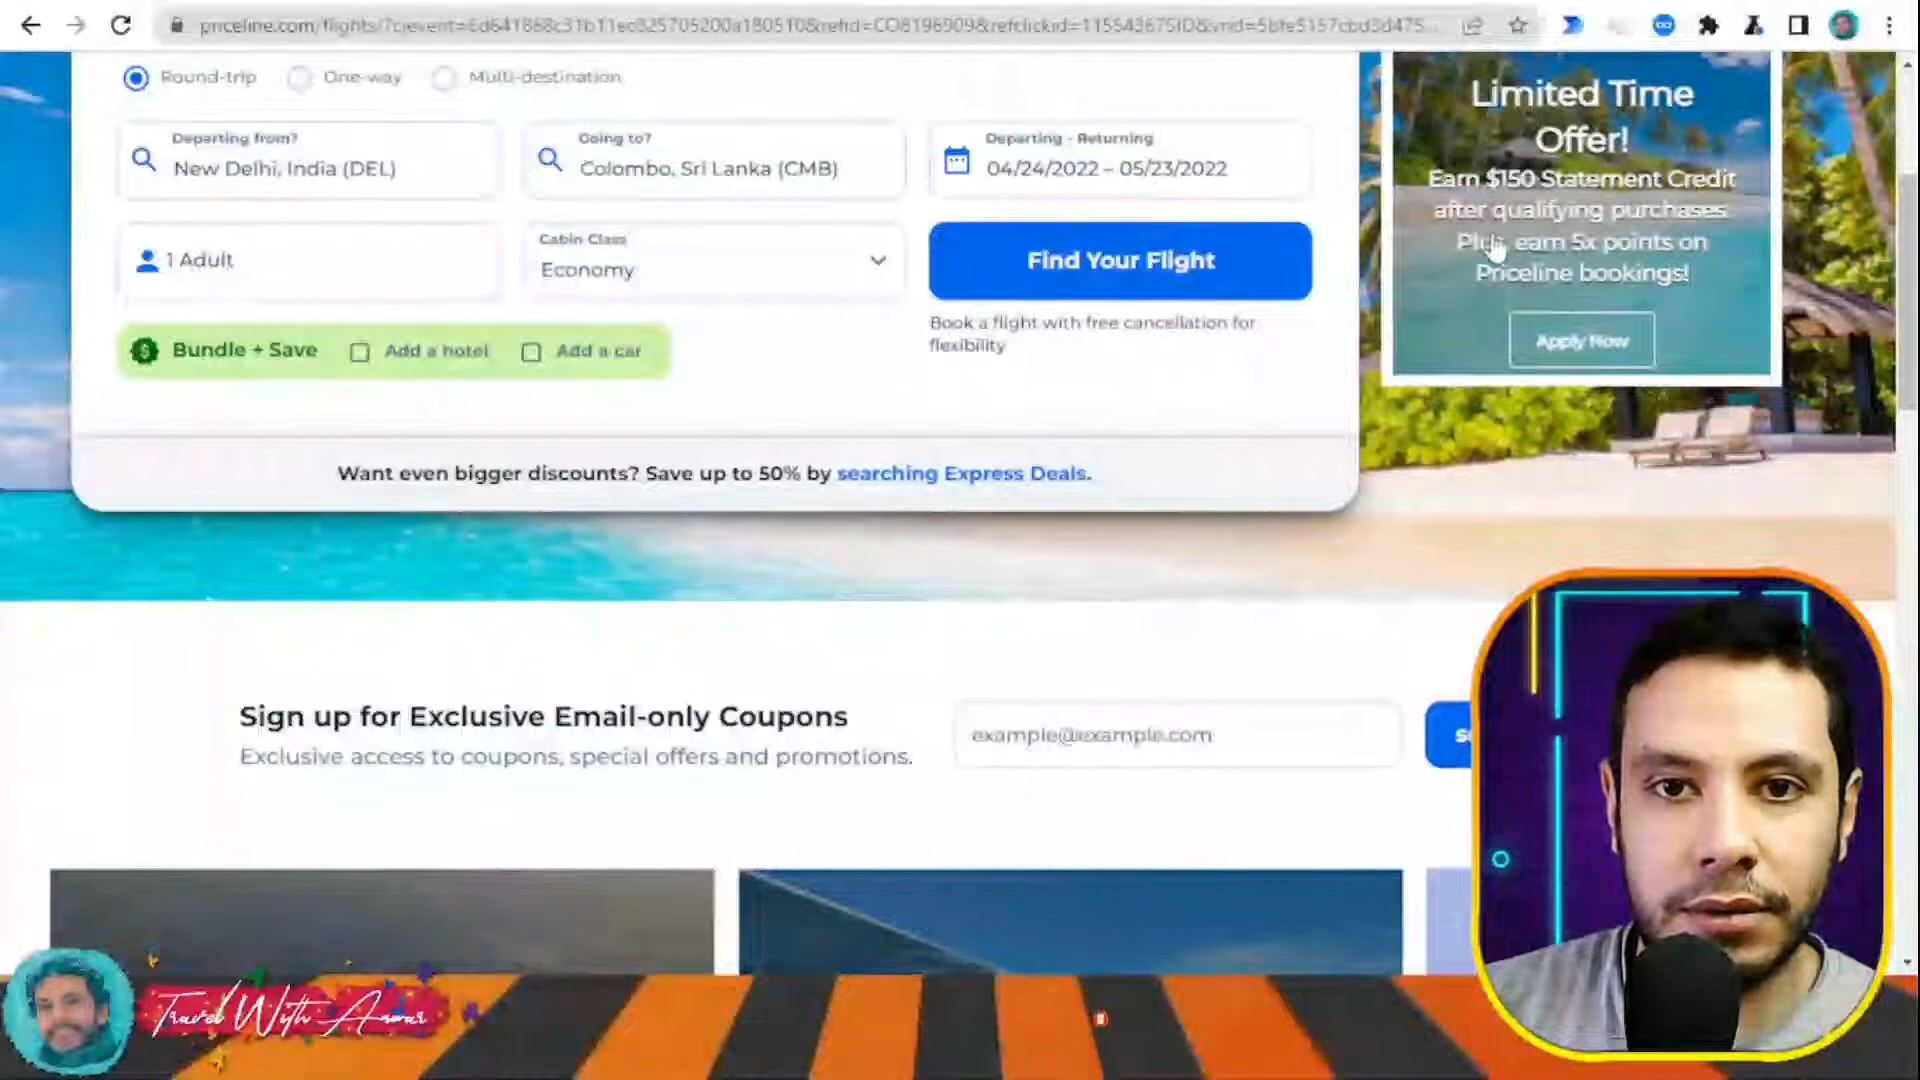 Round-trip
One-way
Multi-destination
Limited Time
Offer!
Earn $150 Statement Credit
after qualifying purchases
Plus, earn 5x points on
Priceline bookings!
Apply Now
Departing from?
New Delhi, India (DEL)
Going to?
Colombo, Sri Lanka (CMB)
Departing - Returning
04/24/2022 – 05/23/2022
1 Adult
Cabin Class
Economy
Find Your Flight
Book a flight with free cancellation for
flexibility
Bundle + Save
Add a hotel
Add a car
Want even bigger discounts? Save up to 50% by searching Express Deals.
Sign up for Exclusive Email-only Coupons
Exclusive access to coupons, special offers and promotions.
example@example.com
Travel With Anwar